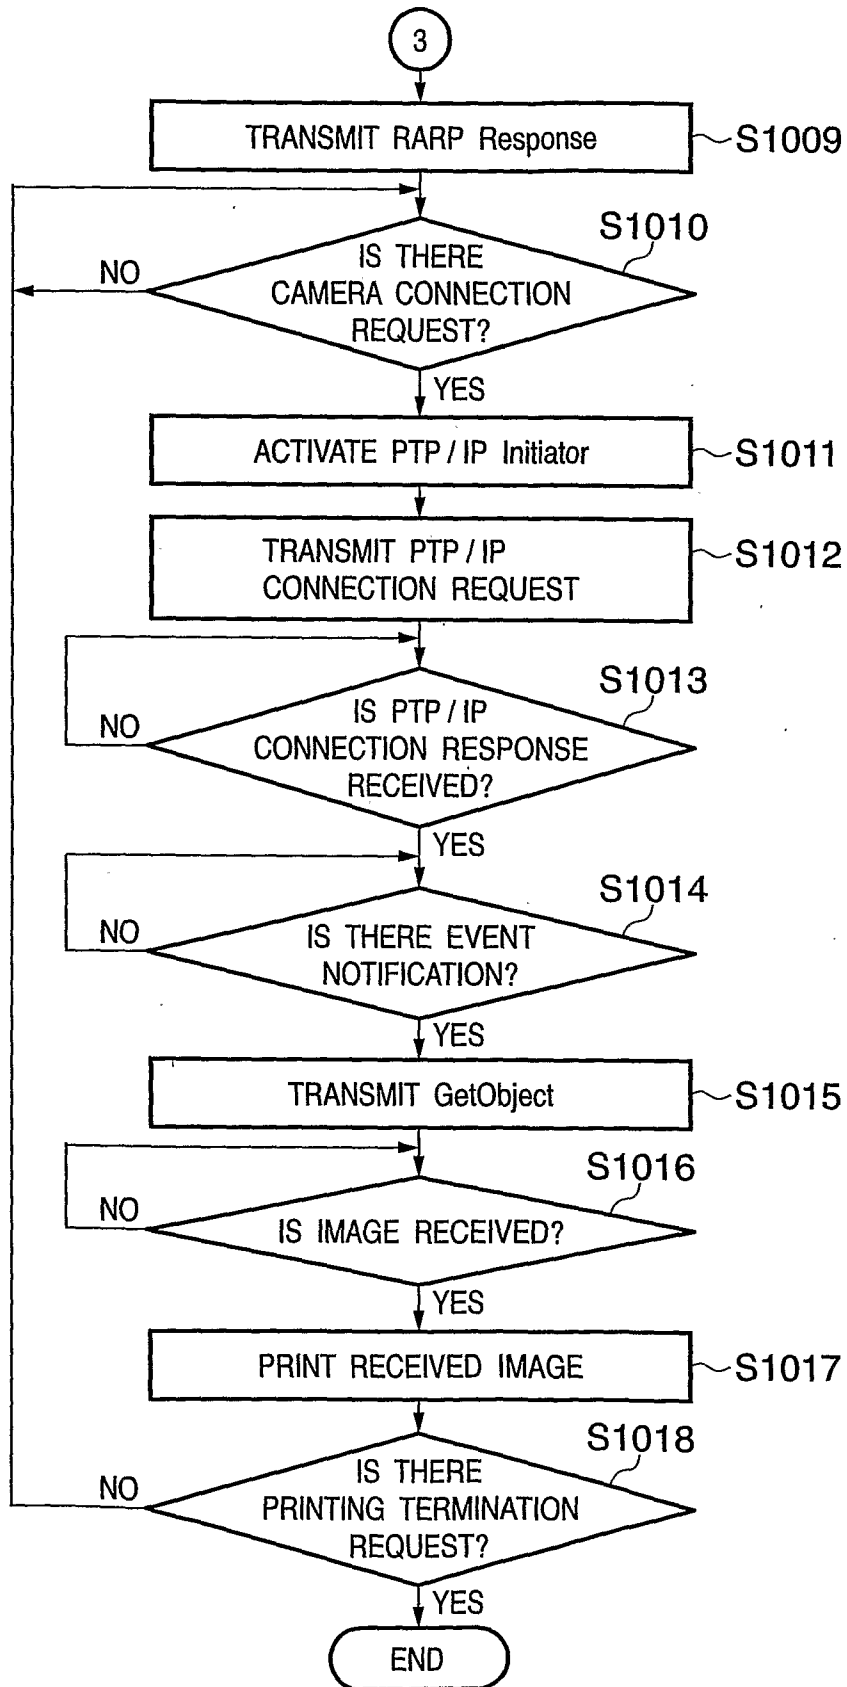 3
TRANSMIT RARP Response
S1009
S1010
IS THERE
CAMERA CONNECTION
REQUEST?
NO
YES
ACTIVATE PTP / IP Initiator
S1011
TRANSMIT PTP / IP
CONNECTION REQUEST
S1012
S1013
IS PTP / IP
CONNECTION RESPONSE
RECEIVED?
NO
YES
S1014
IS THERE EVENT
NOTIFICATION?
NO
YES
TRANSMIT GetObject
S1015
S1016
IS IMAGE RECEIVED?
NO
YES
PRINT RECEIVED IMAGE
S1017
S1018
IS THERE
PRINTING TERMINATION
REQUEST?
NO
YES
END